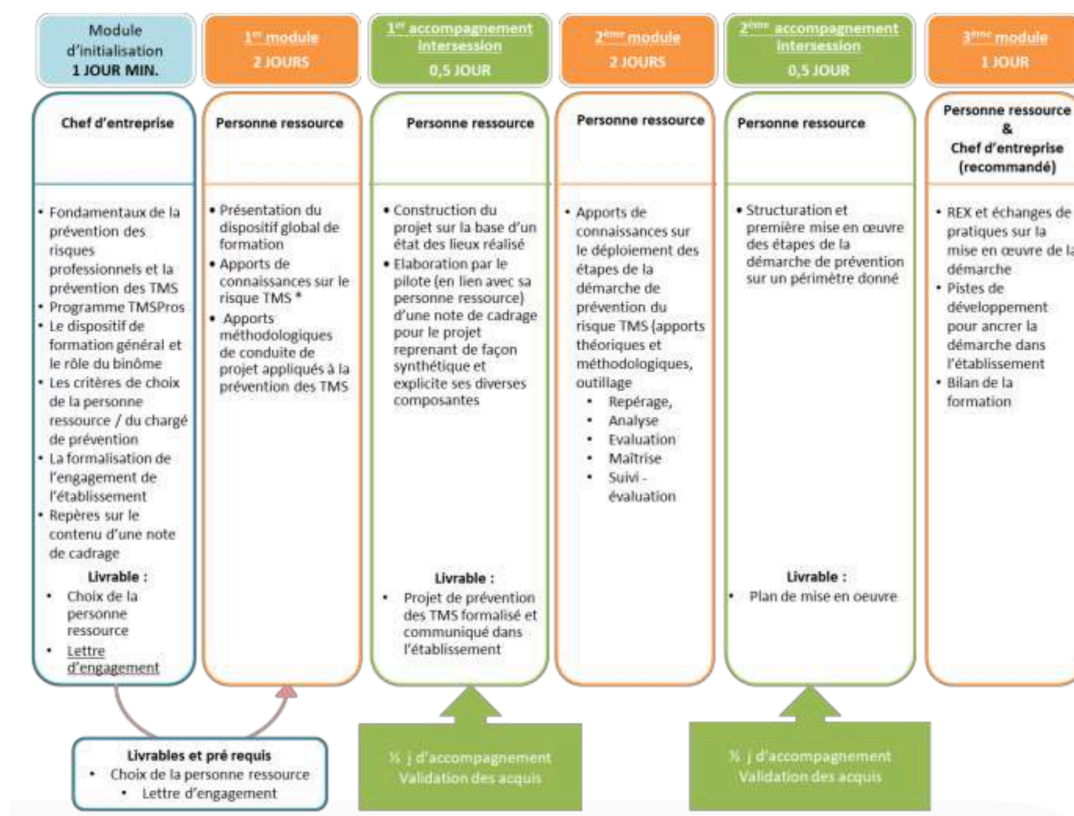 Module
d'initialisation
1 JOUR MIN.
1er module
2 JOURS
1er accompagnement
intersession
0,5 JOUR
2ème module
2 JOURS
2ème accompagnement
intersession
0,5 JOUR
3ème module
1 JOUR
Chef d'entreprise
• Fondamentaux de la
prévention des
risques
professionnels et la
prévention des TMS
• Programme TMSPros
• Le dispositif de
formation général et
le rôle du binôme
• Les critères de choix
de la personne
ressource / du chargé
de prévention
• La formalisation de
l'engagement de
l'établissement
• Repères sur le
contenu d'une note
de cadrage
Livrable :
• Choix de la
personne
ressource
• Lettre
d'engagement
Personne ressource
• Présentation du
dispositif global de
formation
• Apports de
connaissances sur le
risque TMS *
• Apports
méthodologiques
de conduite de
projet appliqués à la
prévention des TMS
Personne ressource
• Construction du
projet sur la base d'un
état des lieux réalisé
• Elaboration par le
pilote (en lien avec sa
personne ressource)
d'une note de cadrage
pour le projet
reprenant de façon
synthétique et
explicite ses diverses
composantes
Livrable :
• Projet de prévention
des TMS formalisé et
communiqué dans
l'établissement
Personne ressource
• Apports de
connaissances sur
le déploiement des
étapes de la
démarche de
prévention du
risque TMS (apports
théoriques et
méthodologiques,
outillage
• Repérage,
• Analyse
• Evaluation
• Maîtrise
• Suivi -
évaluation
Personne ressource
• Structuration et
première mise en œuvre
des étapes de la
démarche de prévention
sur un périmètre donné
Livrable :
• Plan de mise en oeuvre
Personne ressource
&
Chef d'entreprise
(recommandé)
• REX et échanges de
pratiques sur la
mise en œuvre de la
démarche
• Pistes de
développement
pour ancrer la
démarche dans
l'établissement
• Bilan de la
formation
Livrables et pré requis
• Choix de la personne ressource
• Lettre d'engagement
½ j d'accompagnement
Validation des acquis
½ j d'accompagnement
Validation des acquis